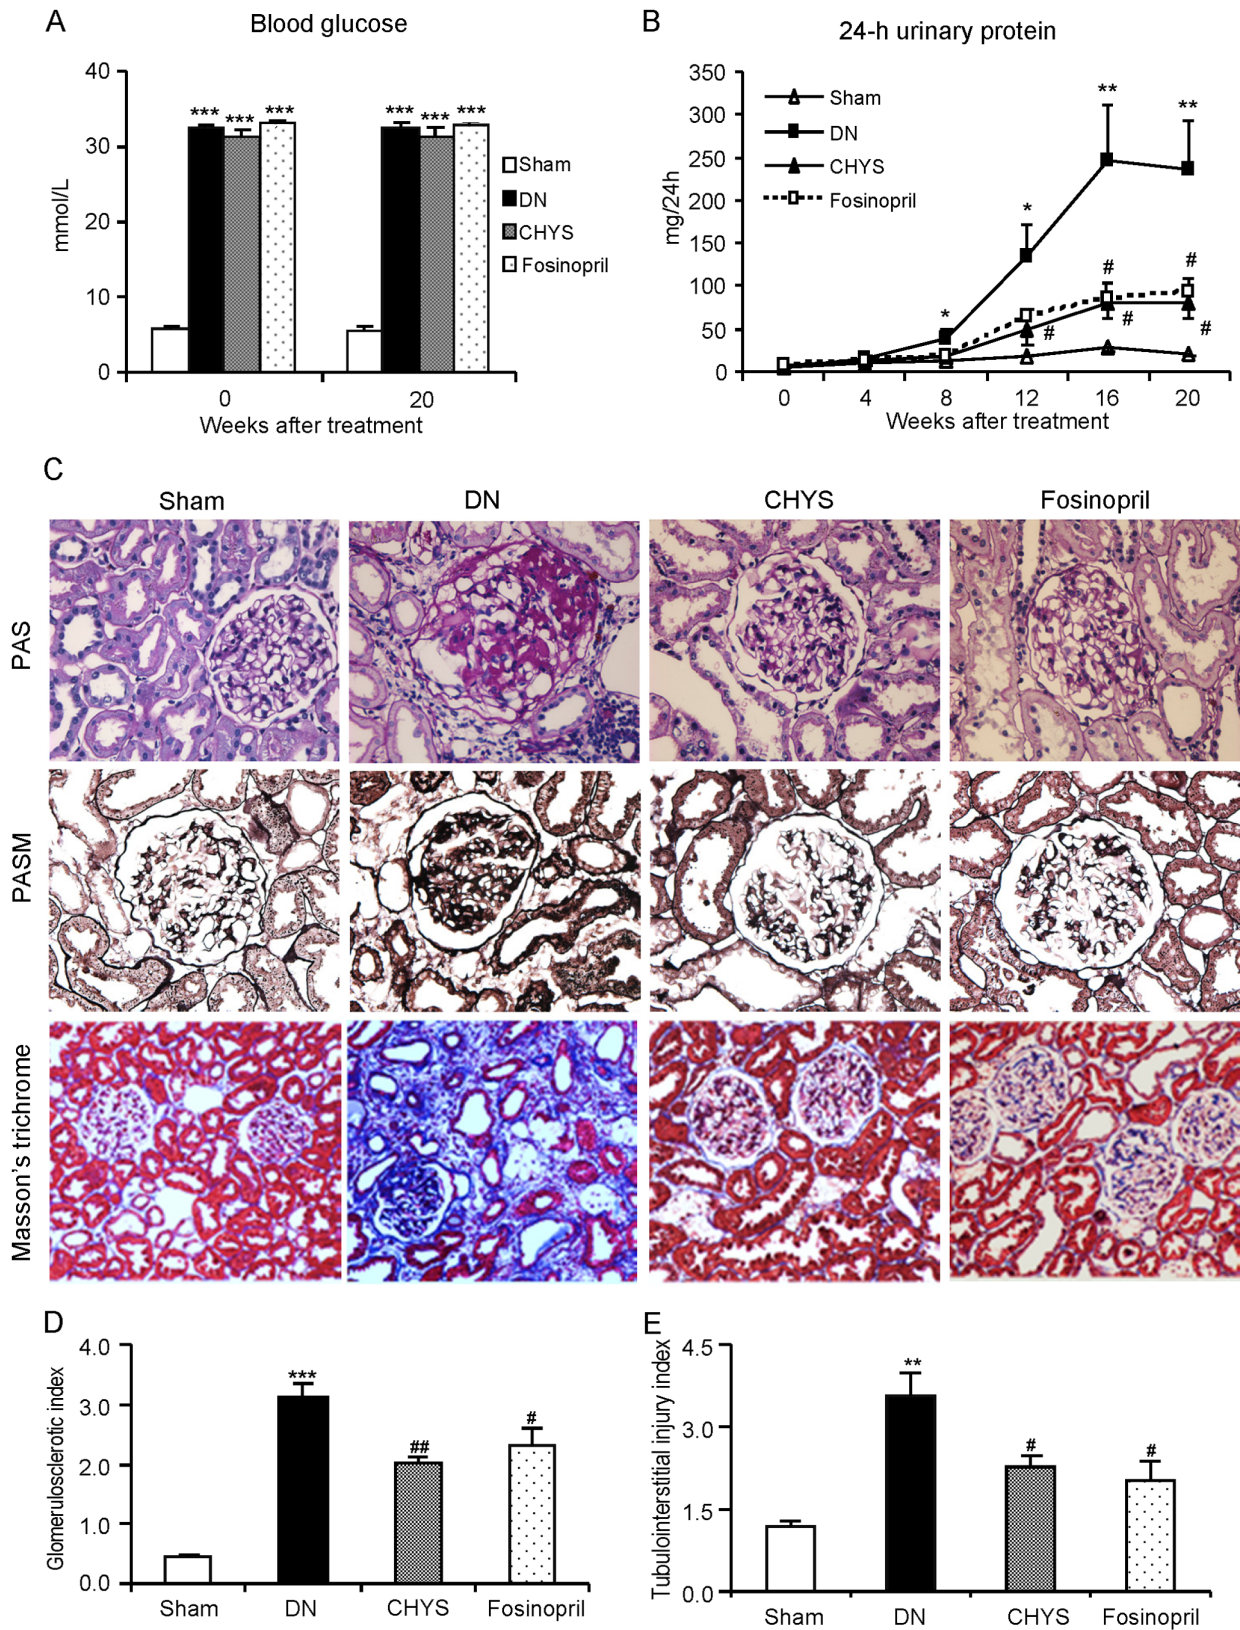 A
Blood glucose
40
30
20
10
0
mmol/L
***
***
***
***
***
***
Sham
DN
CHYS
Fosinopril
0
20
Weeks after treatment
B
24-h urinary protein
350
300
250
200
150
100
50
0
mg/24h
Sham
DN
CHYS
Fosinopril
*
*
**
**
#
#
#
#
#
0
4
8
12
16
20
Weeks after treatment
C
Sham
DN
CHYS
Fosinopril
PAS
PASM
Masson's trichrome
D
Glomerulosclerotic index
4.0
3.0
2.0
1.0
0.0
***
##
#
Sham
DN
CHYS
Fosinopril
E
Tubulointerstitial injury index
4.5
3.0
1.5
0.0
**
#
#
Sham
DN
CHYS
Fosinopril